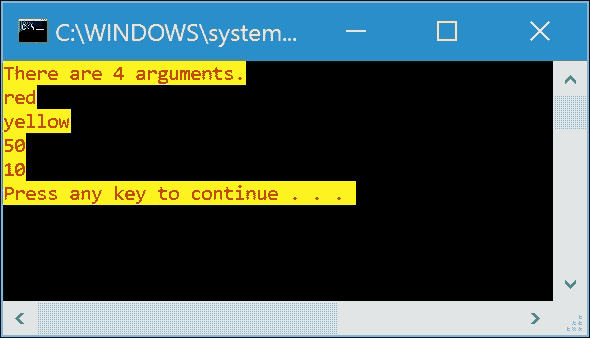 C:\WINDOWS\system...
There are 4 arguments.
red
yellow
50
10
Press any key to continue . . .